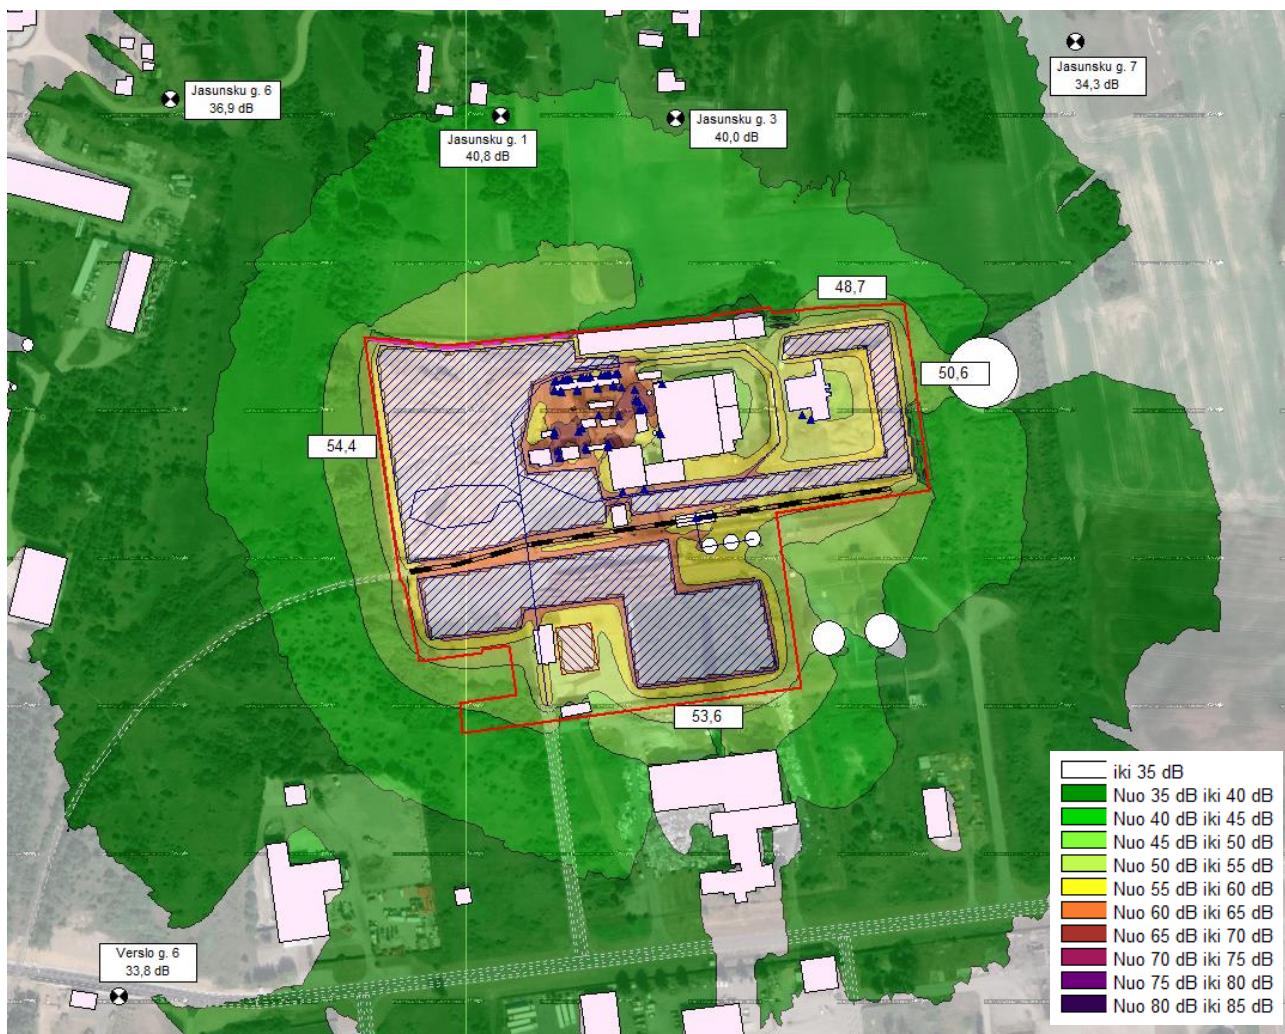 Jasunsku g. 7
34,3 dB
Jasunsku g. 6
36,9 dB
Jasunsku g. 3
40,0 dB
Jasunsku g. 1
40,8 dB
48,7
50,6
54,4
53,6
Verslo g. 6
33,8 dB
iki 35 dB
Nuo 35 dB iki 40 dB
Nuo 40 dB iki 45 dB
Nuo 45 dB iki 50 dB
Nuo 50 dB iki 55 dB
Nuo 55 dB iki 60 dB
Nuo 60 dB iki 65 dB
Nuo 65 dB iki 70 dB
Nuo 70 dB iki 75 dB
Nuo 75 dB iki 80 dB
Nuo 80 dB iki 85 dB